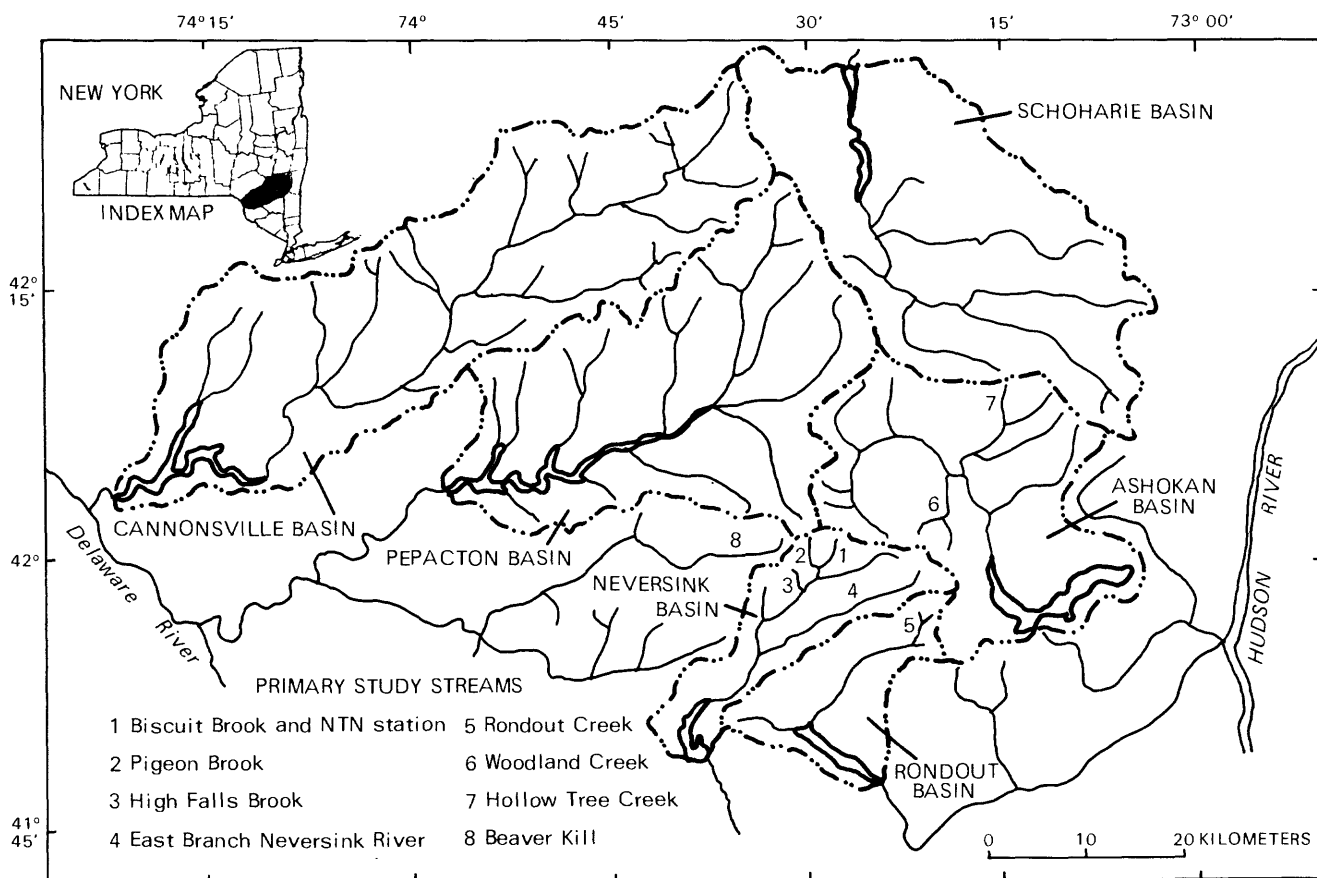 74° 15'
74°
45'
30'
15'
73° 00'
NEW YORK
INDEX MAP
SCHOHARIE BASIN
42°
15'
7
6
ASHOKAN
BASIN
CANNONSVILLE BASIN
PEPACTON BASIN
8
2
1
3
4
5
NEVERSINK
BASIN
42°
Delaware
River
HUDSON
RIVER
RONDOUT
BASIN
PRIMARY STUDY STREAMS
1 Biscuit Brook and NTN station
2 Pigeon Brook
3 High Falls Brook
4 East Branch Neversink River
5 Rondout Creek
6 Woodland Creek
7 Hollow Tree Creek
8 Beaver Kill
41°
45'
0 10 20 KILOMETERS